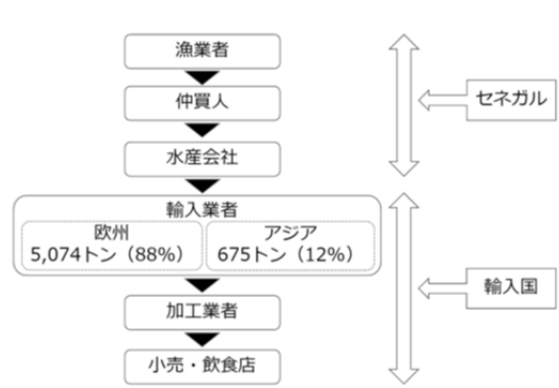 漁業者
仲買人
セネガル
水産会社
輸入業者
欧州
5,074トン（88%）
アジア
675トン（12%）
輸入国
加工業者
小売・飲食店